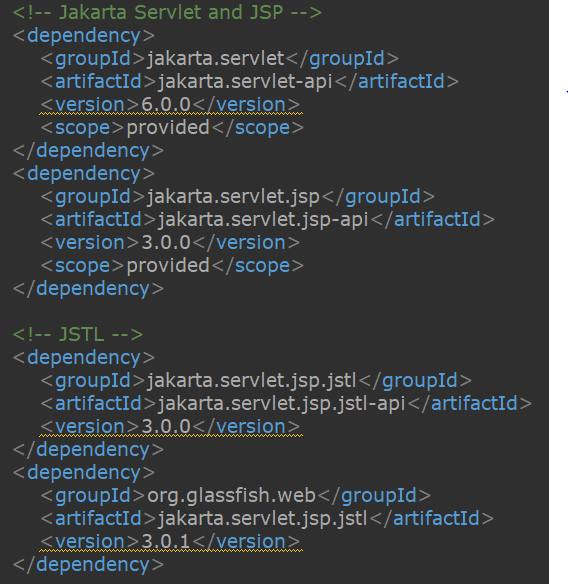 <!-- Jakarta Servlet and JSP -->
<dependency>
<groupId>jakarta.servlet</groupId>
<artifactId>jakarta.servlet-api</artifactId>
<version>6.0.0</version>
<scope>provided</scope>
</dependency>
<dependency>
<groupId>jakarta.servlet.jsp</groupId>
<artifactId>jakarta.servlet.jsp-api</artifactId>
<version>3.0.0</version>
<scope>provided</scope>
</dependency>
<!-- JSTL -->
<dependency>
<groupId>jakarta.servlet.jsp.jstl</groupId>
<artifactId>jakarta.servlet.jsp.jstl-api</artifactId>
<version>3.0.0</version>
</dependency>
<dependency>
<groupId>org.glassfish.web</groupId>
<artifactId>jakarta.servlet.jsp.jstl</artifactId>
<version>3.0.1</version>
</dependency>